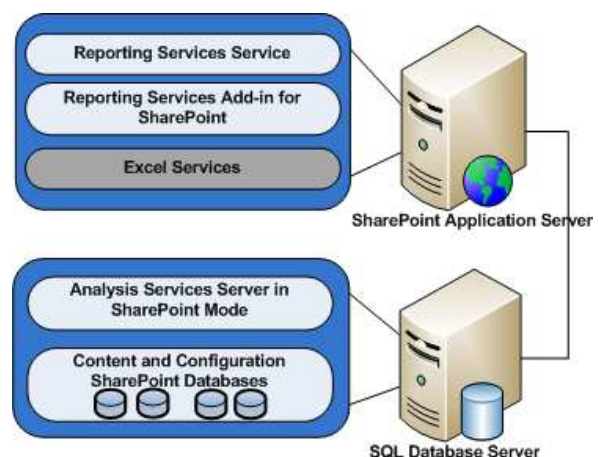 Reporting Services Service
Reporting Services Add-in for
SharePoint
Excel Services
SharePoint Application Server
Analysis Services Server in
SharePoint Mode
Content and Configuration
SharePoint Databases
SQL Database Server